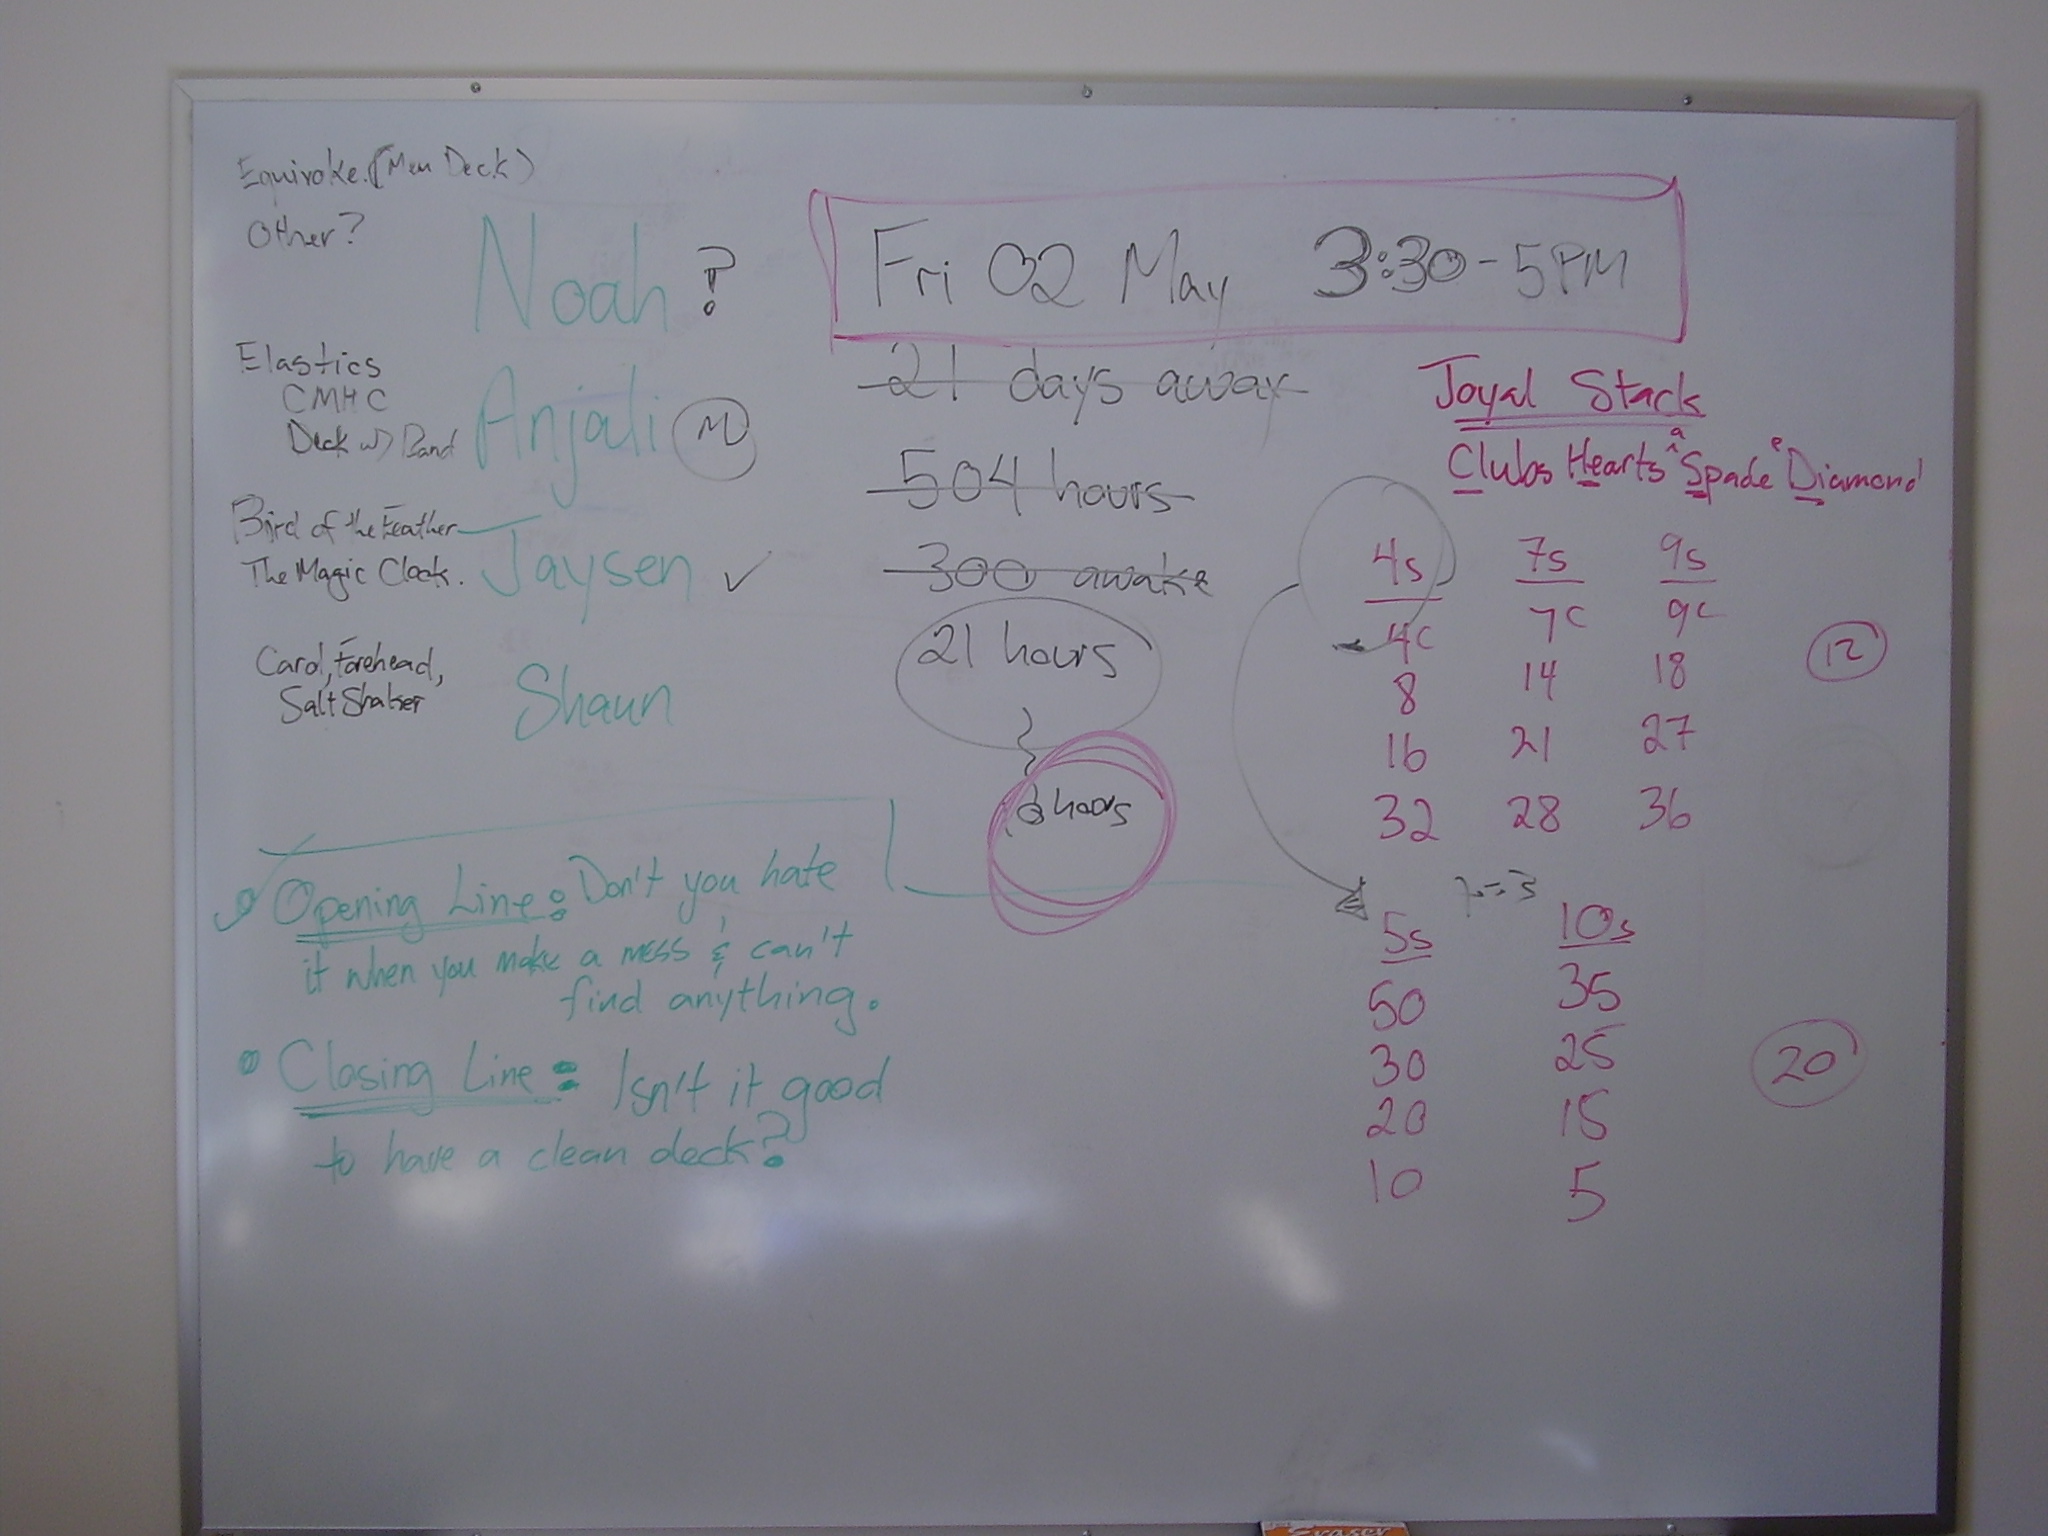 Equivoke (Mem Deck)
Other?
Noah?
Elastics
CMHC
Deck w/ Band
Anjali M
Bird of the Feather
The Magic Clock.
Jaysen ✓
Carol, Forehead,
Salt Shaker
Shaun
Fri 02 May 3:30-5PM
21 days away
504 hours
300 awake
21 hours
hours
Opening Line: Don't you hate
it when you make a mess & can't
find anything.
Closing Line: Isn't it good
to have a clean deck?
Joyal Stack
Clubs Hearts a Spade e Diamond
4s 7s 9s
4C 7C 9C
8 14 18
16 21 27
32 28 36
12
5s 10s
50 35
30 25
20 15
10 5
20
Eraser